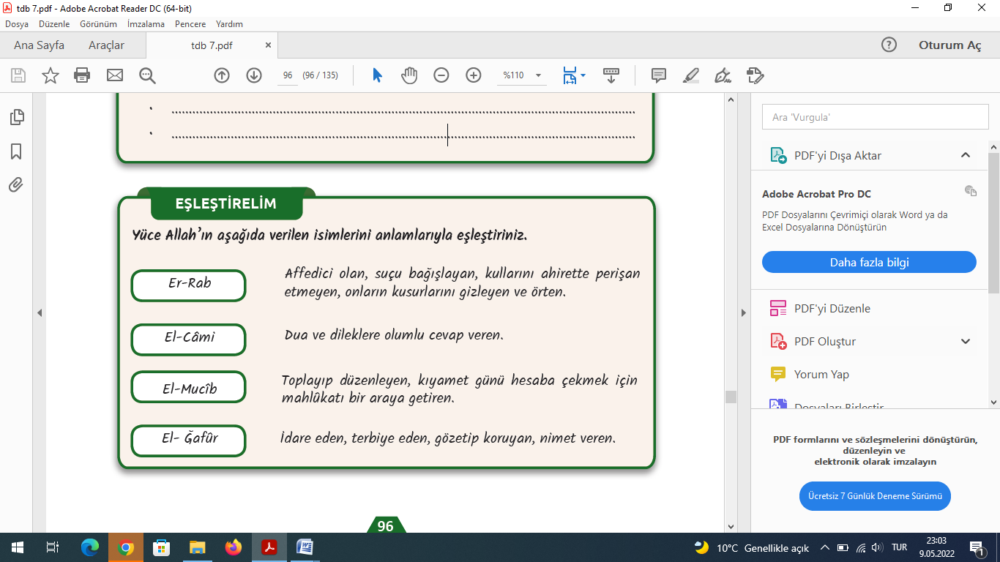 tdb 7.pdf - Adobe Acrobat Reader DC (64-bit)
Dosya Düzenle Görünüm İmzalama Pencere Yardım
Ana Sayfa Araçlar tdb 7.pdf × Oturum Aç
96 (96 / 135) %110
• ....................
• ....................
EŞLEŞTİRELİM
Yüce Allah’ın aşağıda verilen isimlerini anlamlarıyla eşleştiriniz.
Er-Rab
Affedici olan, suçu bağışlayan, kullarını ahirette perişan
etmeyen, onların kusurlarını gizleyen ve örten.
El-Câmi
Dua ve dileklere olumlu cevap veren.
El-Mucîb
Toplayıp düzenleyen, kıyamet günü hesaba çekmek için
mahlûkatı bir araya getiren.
El- Ğafûr
İdare eden, terbiye eden, gözetip koruyan, nimet veren.
96
Ara 'Vurgula'
PDF'yi Dışa Aktar
Adobe Acrobat Pro DC
PDF Dosyalarını Çevrimiçi olarak Word ya da
Excel Dosyalarına Dönüştürün
Daha fazla bilgi
PDF'yi Düzenle
PDF Oluştur
Yorum Yap
Dosyaları Birleştir
PDF formlarını ve sözleşmelerini dönüştürün,
düzenleyin ve
elektronik olarak imzalayın
Ücretsiz 7 Günlük Deneme Sürümü
10°C Genellikle açık TUR 23:03
9.05.2022
1